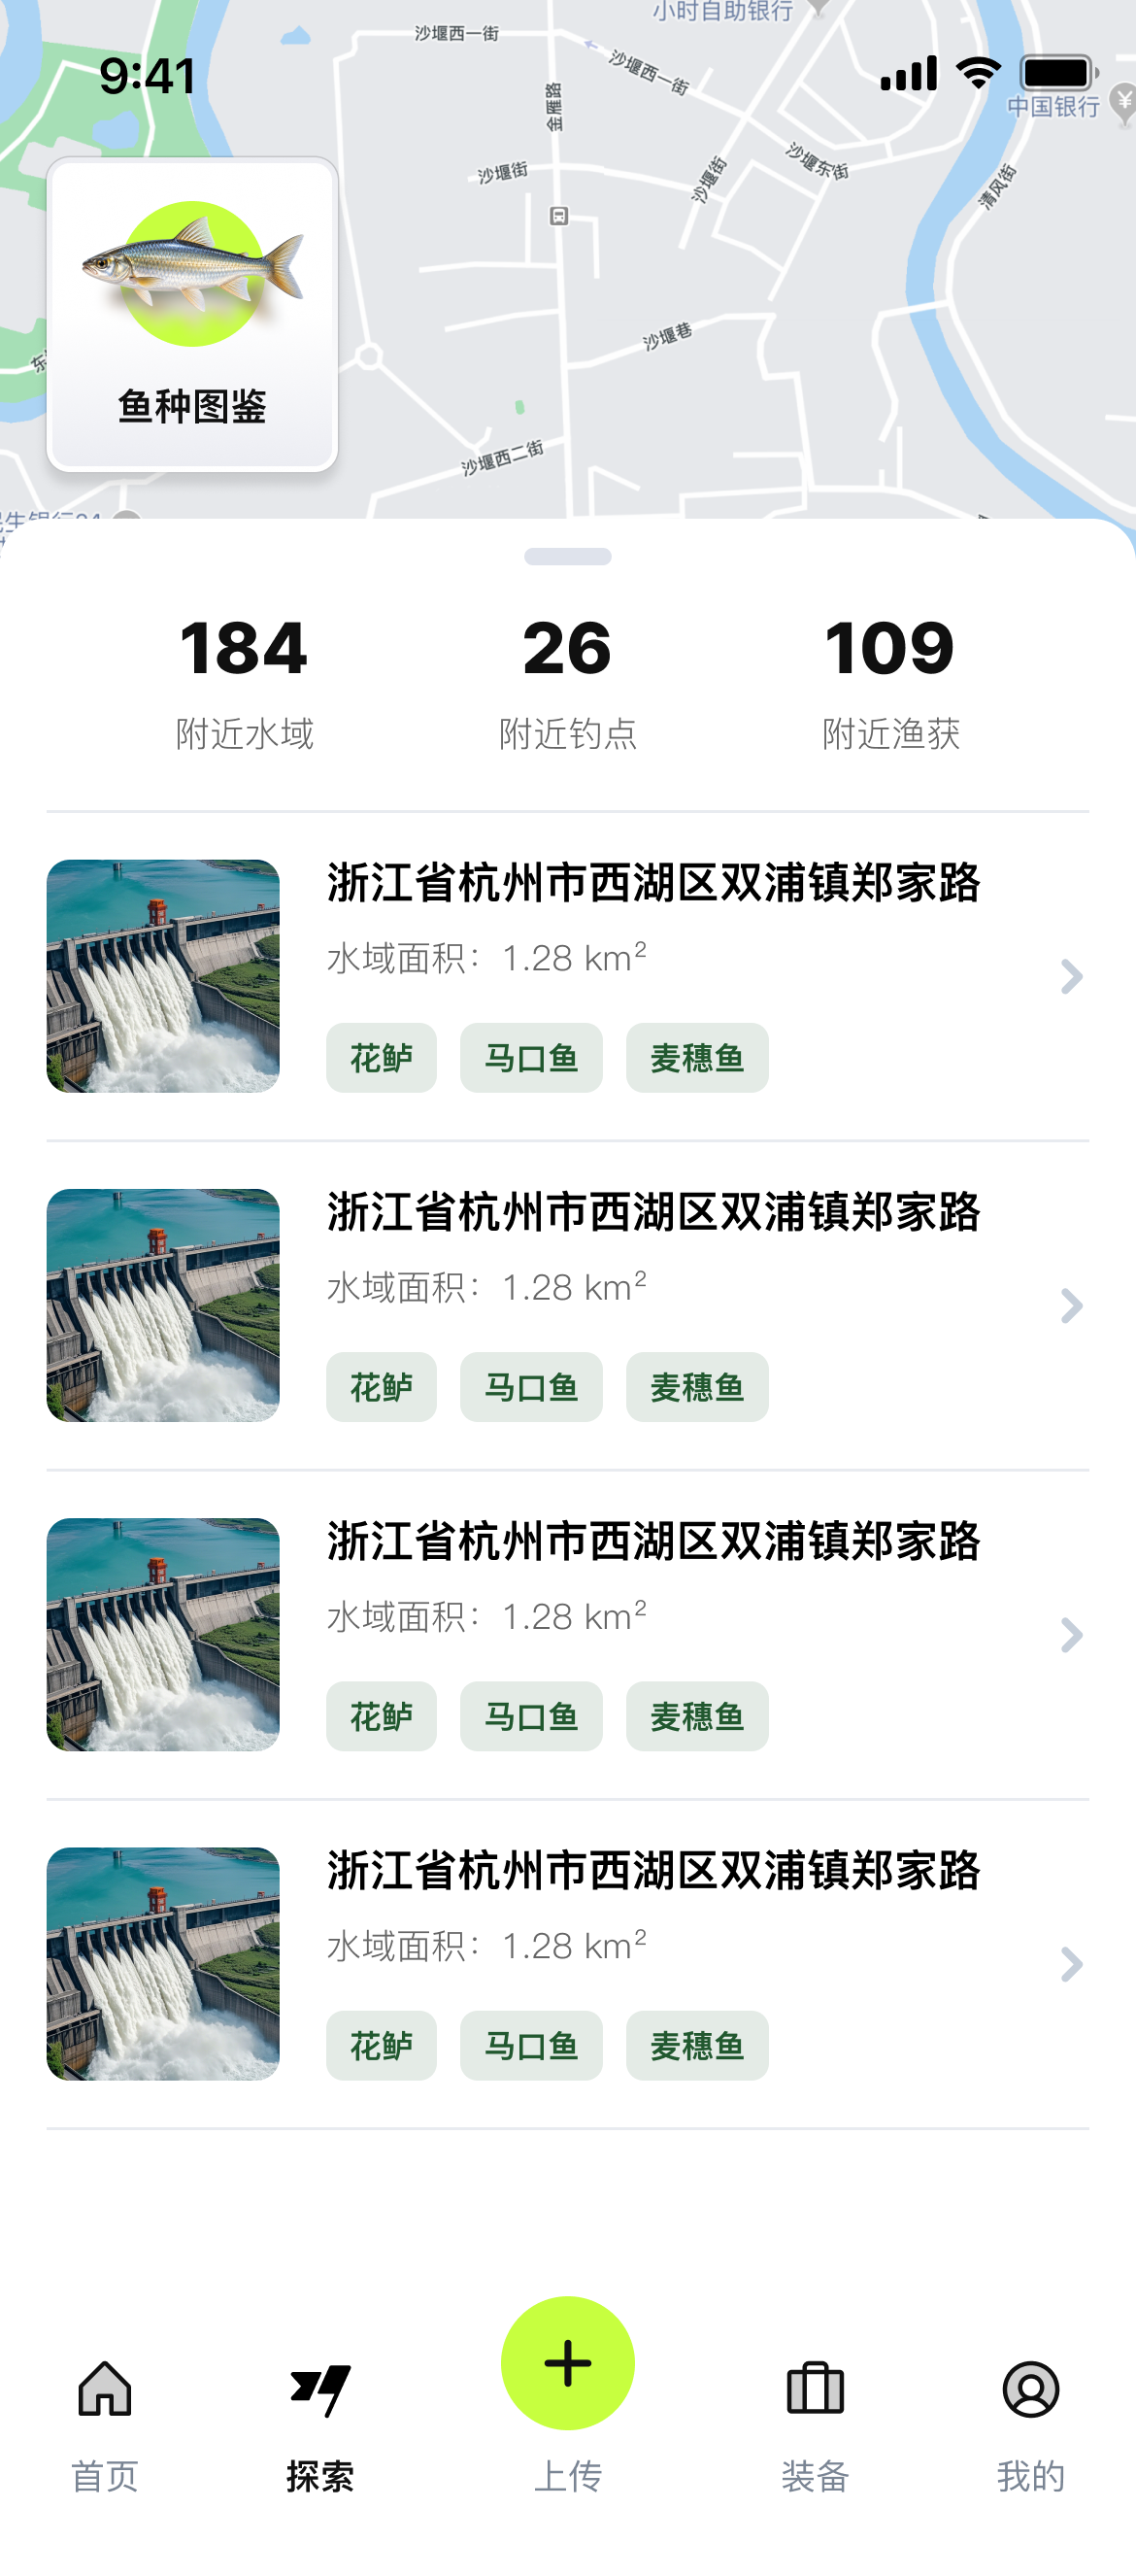 小时自助银行
沙堰西一街
沙堰西一街
9:41
金雁路
中国银行
沙堰街
沙堰街
沙堰东街
清风街
沙堰巷
鱼种图鉴
沙堰西二街
184
26
109
附近水域
附近钓点
附近渔获
浙江省杭州市西湖区双浦镇郑家路
水域面积：1.28 km²
花鲈
马口鱼
麦穗鱼
浙江省杭州市西湖区双浦镇郑家路
水域面积：1.28 km²
花鲈
马口鱼
麦穗鱼
浙江省杭州市西湖区双浦镇郑家路
水域面积：1.28 km²
花鲈
马口鱼
麦穗鱼
浙江省杭州市西湖区双浦镇郑家路
水域面积：1.28 km²
花鲈
马口鱼
麦穗鱼
首页
探索
上传
装备
我的